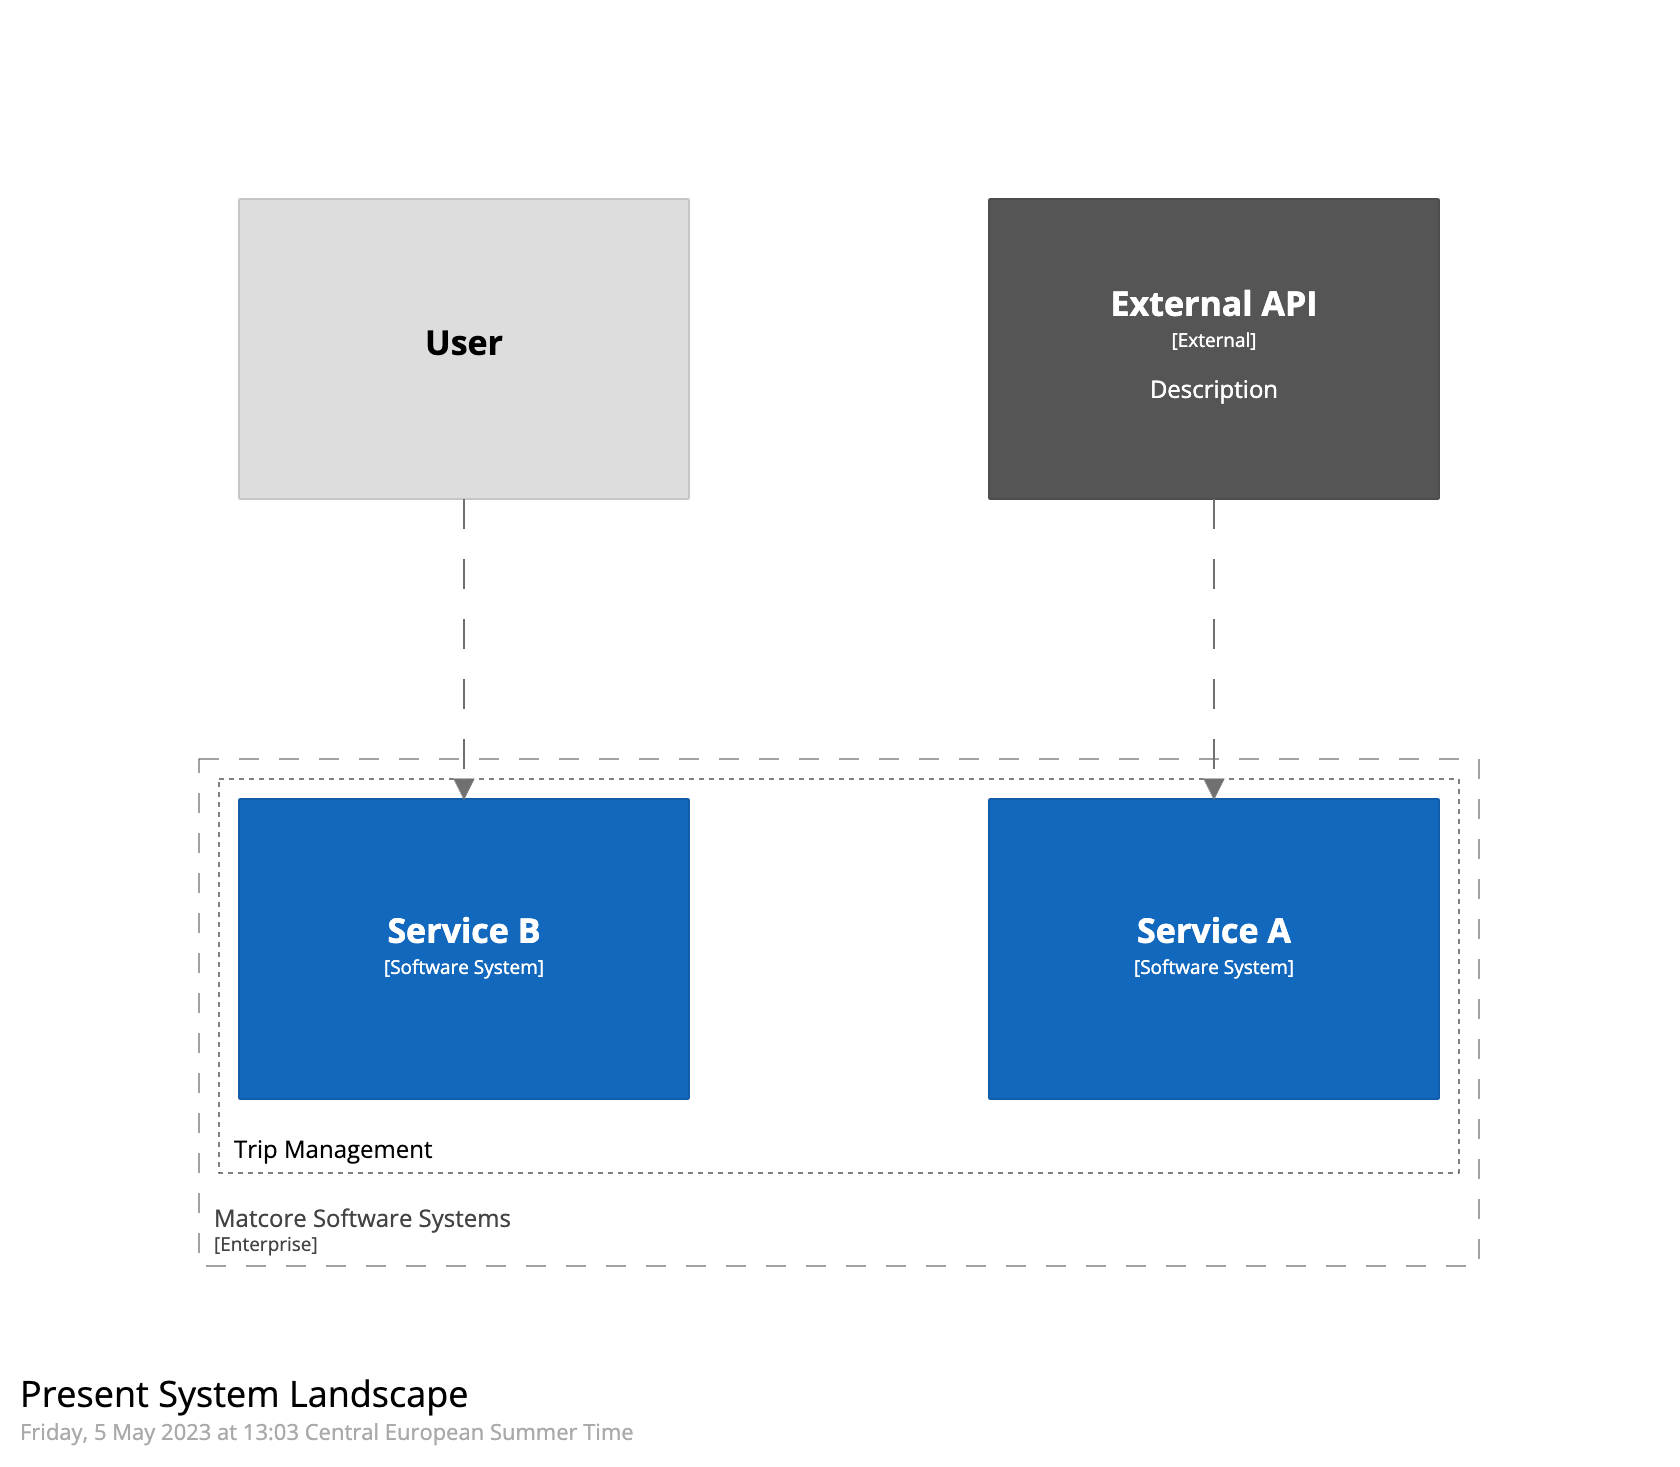 User
External API
[External]
Description
Service B
[Software System]
Service A
[Software System]
Trip Management
Matcore Software Systems
[Enterprise]
Present System Landscape
Friday, 5 May 2023 at 13:03 Central European Summer Time